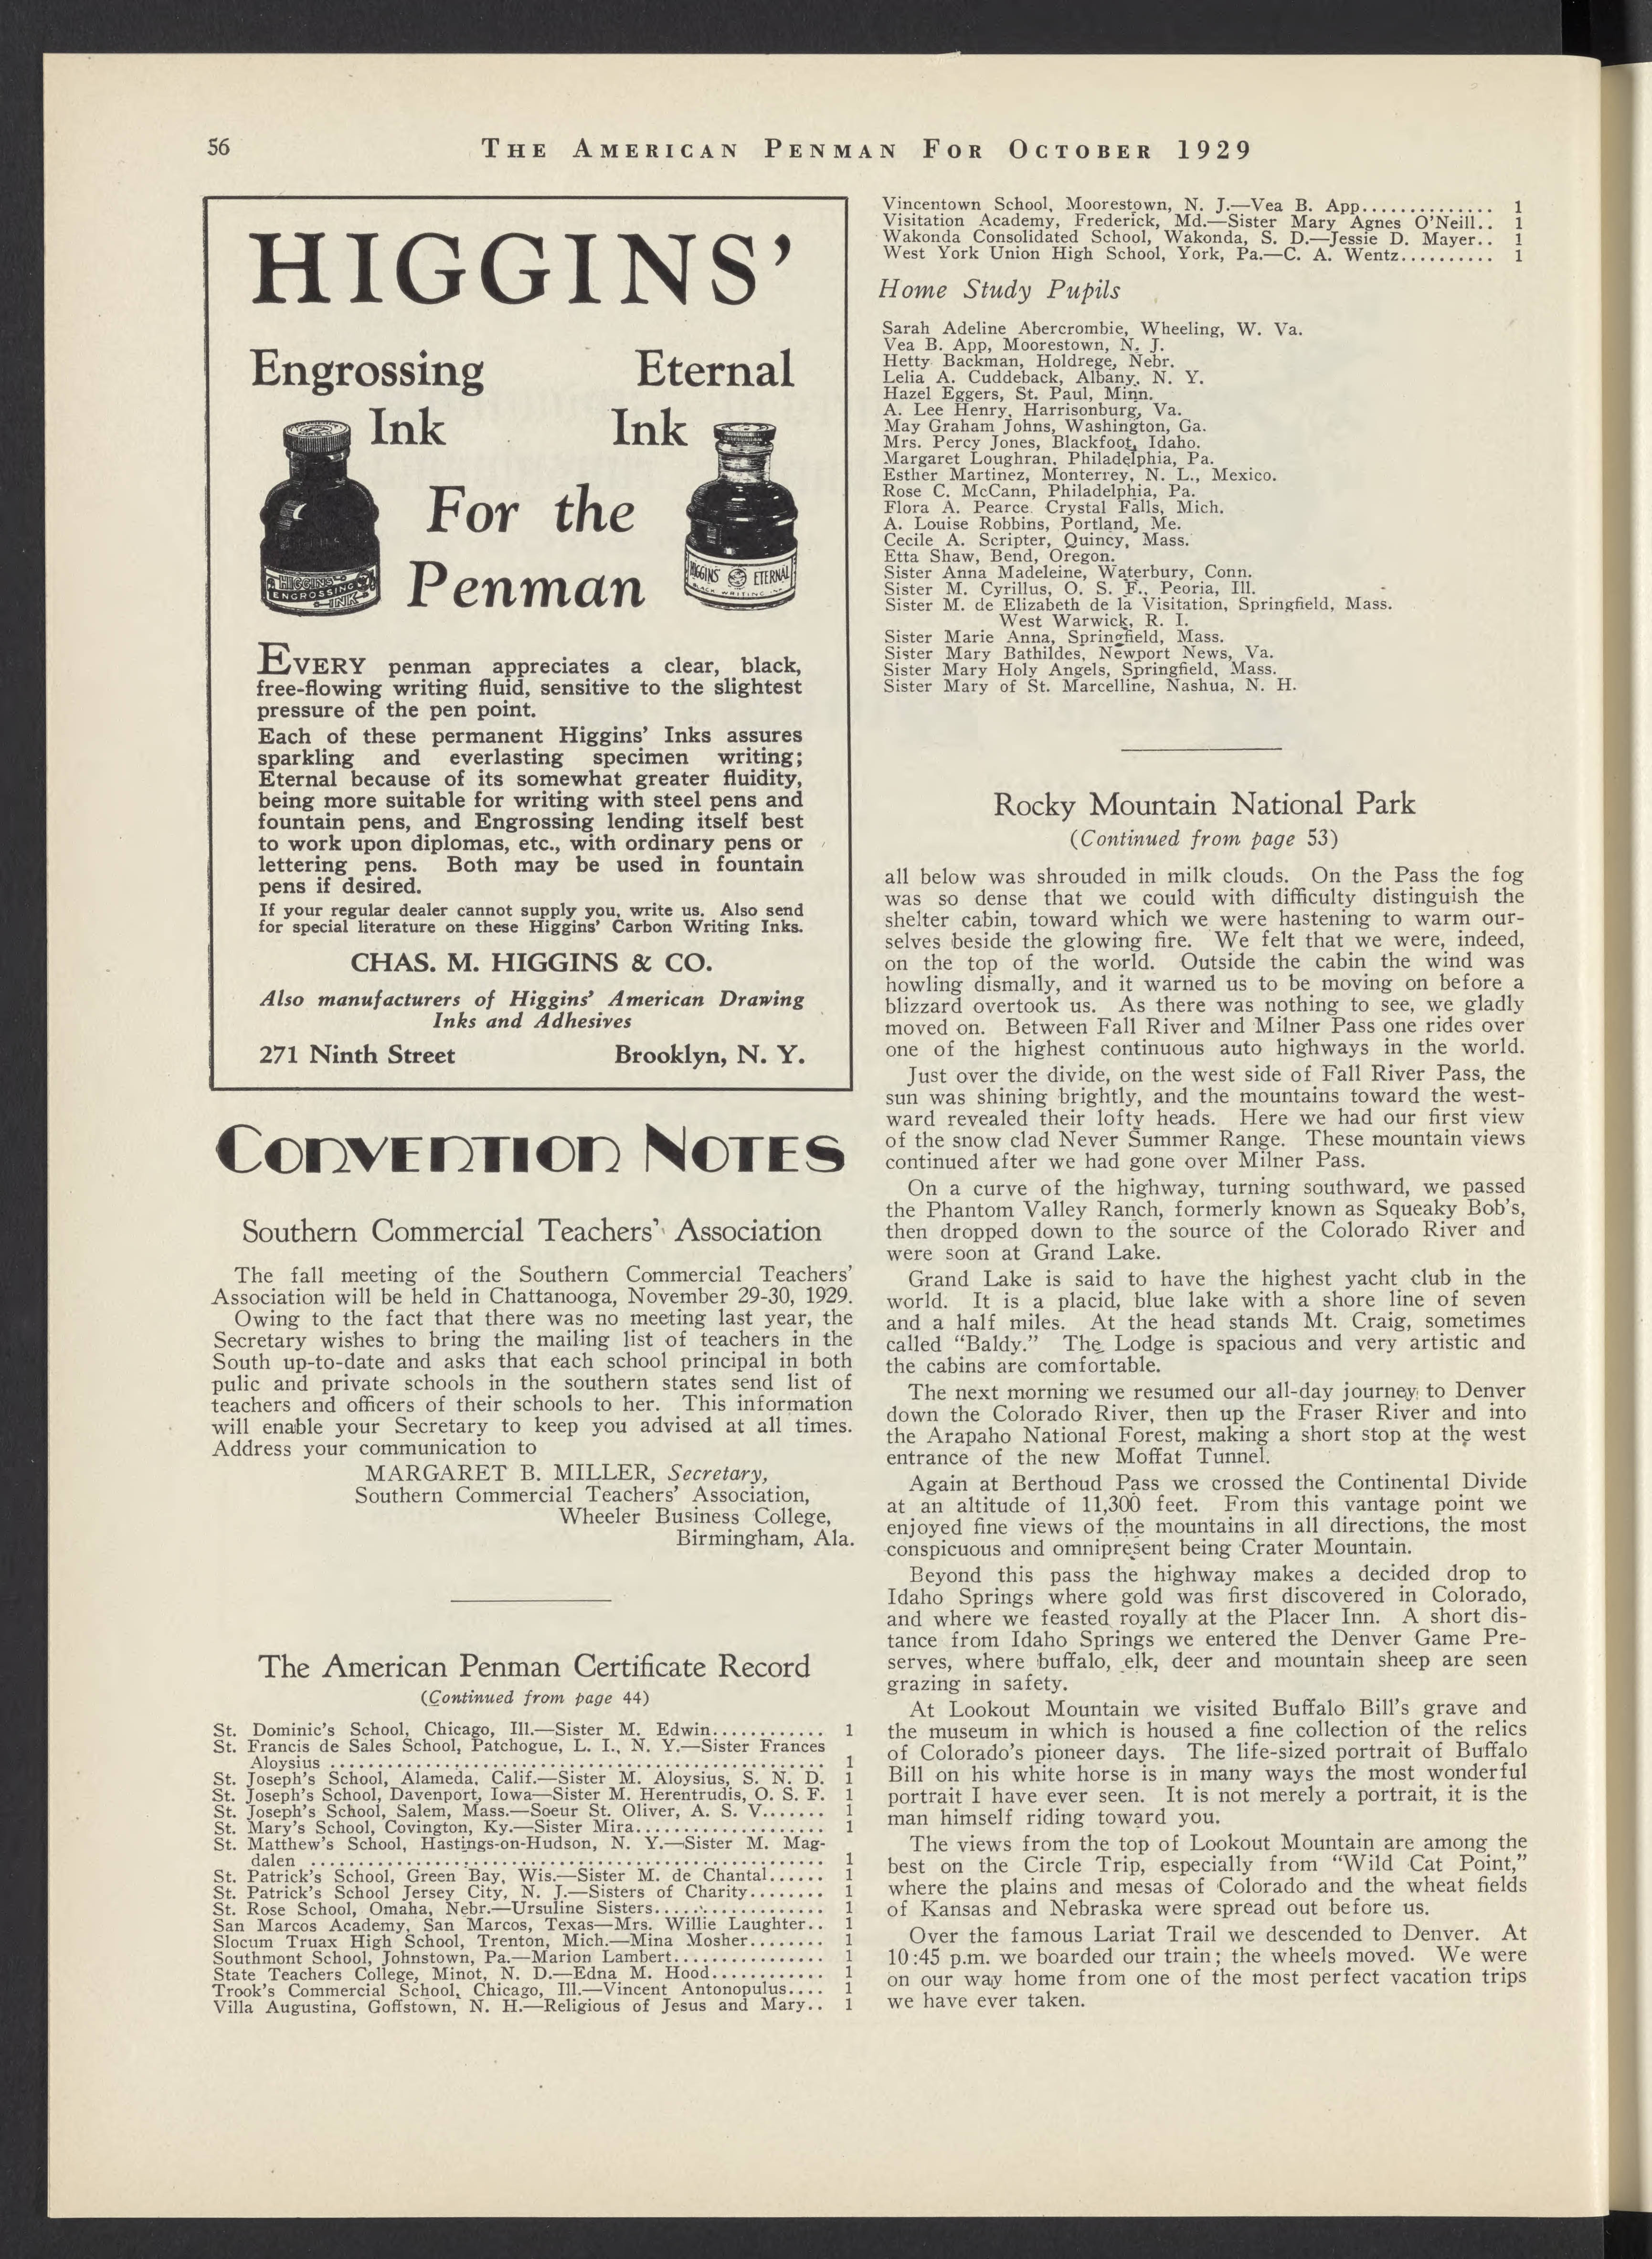 56
THE AMERICAN PENMAN FOR OCTOBER 1929
HIGGINS’
Engrossing Eternal
Ink Ink
For the
Penman
HIGGINS
ENGROSSING
INK
HIGGINS' ETERNAL
BLACK WRITING INK
EVERY penman appreciates a clear, black,
free-flowing writing fluid, sensitive to the slightest
pressure of the pen point.
Each of these permanent Higgins’ Inks assures
sparkling and everlasting specimen writing;
Eternal because of its somewhat greater fluidity,
being more suitable for writing with steel pens and
fountain pens, and Engrossing lending itself best
to work upon diplomas, etc., with ordinary pens or
lettering pens. Both may be used in fountain
pens if desired.
If your regular dealer cannot supply you, write us. Also send
for special literature on these Higgins’ Carbon Writing Inks.
CHAS. M. HIGGINS & CO.
Also manufacturers of Higgins’ American Drawing
Inks and Adhesives
271 Ninth Street Brooklyn, N. Y.
CONVENTION NOTES
Southern Commercial Teachers’ Association
The fall meeting of the Southern Commercial Teachers’
Association will be held in Chattanooga, November 29-30, 1929.
Owing to the fact that there was no meeting last year, the
Secretary wishes to bring the mailing list of teachers in the
South up-to-date and asks that each school principal in both
pulic and private schools in the southern states send list of
teachers and officers of their schools to her. This information
will enable your Secretary to keep you advised at all times.
Address your communication to
MARGARET B. MILLER, Secretary,
Southern Commercial Teachers’ Association,
Wheeler Business College,
Birmingham, Ala.
The American Penman Certificate Record
(Continued from page 44)
St. Dominic’s School, Chicago, Ill.—Sister M. Edwin............ 1
St. Francis de Sales School, Patchogue, L. I., N. Y.—Sister Frances
Aloysius .................................................... 1
St. Joseph’s School, Alameda, Calif.—Sister M. Aloysius, S. N. D. 1
St. Joseph’s School, Davenport, Iowa—Sister M. Herentrudis, O. S. F. 1
St. Joseph’s School, Salem, Mass.—Soeur St. Oliver, A. S. V....... 1
St. Mary’s School, Covington, Ky.—Sister Mira.................... 1
St. Matthew’s School, Hastings-on-Hudson, N. Y.—Sister M. Mag-
dalen ...................................................... 1
St. Patrick’s School, Green Bay, Wis.—Sister M. de Chantal...... 1
St. Patrick’s School Jersey City, N. J.—Sisters of Charity........ 1
St. Rose School, Omaha, Nebr.—Ursuline Sisters.................. 1
San Marcos Academy, San Marcos, Texas—Mrs. Willie Laughter.. 1
Slocum Truax High School, Trenton, Mich.—Mina Mosher........ 1
Southmont School, Johnstown, Pa.—Marion Lambert................ 1
State Teachers College, Minot, N. D.—Edna M. Hood............ 1
Trook’s Commercial School, Chicago, Ill.—Vincent Antonopulus.... 1
Villa Augustina, Goffstown, N. H.—Religious of Jesus and Mary.. 1
Vincentown School, Moorestown, N. J.—Vea B. App.............. 1
Visitation Academy, Frederick, Md.—Sister Mary Agnes O’Neill.. 1
Wakonda Consolidated School, Wakonda, S. D.—Jessie D. Mayer.. 1
West York Union High School, York, Pa.—C. A. Wentz.......... 1
Home Study Pupils
Sarah Adeline Abercrombie, Wheeling, W. Va.
Vea B. App, Moorestown, N. J.
Hetty Backman, Holdrege, Nebr.
Lelia A. Cuddeback, Albany, N. Y.
Hazel Eggers, St. Paul, Minn.
A. Lee Henry, Harrisonburg, Va.
May Graham Johns, Washington, Ga.
Mrs. Percy Jones, Blackfoot, Idaho.
Margaret Loughran, Philadelphia, Pa.
Esther Martinez, Monterrey, N. L., Mexico.
Rose C. McCann, Philadelphia, Pa.
Flora A. Pearce. Crystal Falls, Mich.
A. Louise Robbins, Portland, Me.
Cecile A. Scripter, Quincy, Mass.
Etta Shaw, Bend, Oregon.
Sister Anna Madeleine, Waterbury, Conn.
Sister M. Cyrillus, O. S. F., Peoria, Ill.
Sister M. de Elizabeth de la Visitation, Springfield, Mass.
West Warwick, R. I.
Sister Marie Anna, Springfield, Mass.
Sister Mary Bathildes, Newport News, Va.
Sister Mary Holy Angels, Springfield, Mass.
Sister Mary of St. Marcelline, Nashua, N. H.
Rocky Mountain National Park
(Continued from page 53)
all below was shrouded in milk clouds. On the Pass the fog
was so dense that we could with difficulty distinguish the
shelter cabin, toward which we were hastening to warm our-
selves beside the glowing fire. We felt that we were, indeed,
on the top of the world. Outside the cabin the wind was
howling dismally, and it warned us to be moving on before a
blizzard overtook us. As there was nothing to see, we gladly
moved on. Between Fall River and Milner Pass one rides over
one of the highest continuous auto highways in the world.
Just over the divide, on the west side of Fall River Pass, the
sun was shining brightly, and the mountains toward the west-
ward revealed their lofty heads. Here we had our first view
of the snow clad Never Summer Range. These mountain views
continued after we had gone over Milner Pass.
On a curve of the highway, turning southward, we passed
the Phantom Valley Ranch, formerly known as Squeaky Bob’s,
then dropped down to the source of the Colorado River and
were soon at Grand Lake.
Grand Lake is said to have the highest yacht club in the
world. It is a placid, blue lake with a shore line of seven
and a half miles. At the head stands Mt. Craig, sometimes
called “Baldy.” The Lodge is spacious and very artistic and
the cabins are comfortable.
The next morning we resumed our all-day journey to Denver
down the Colorado River, then up the Fraser River and into
the Arapaho National Forest, making a short stop at the west
entrance of the new Moffat Tunnel.
Again at Berthoud Pass we crossed the Continental Divide
at an altitude of 11,300 feet. From this vantage point we
enjoyed fine views of the mountains in all directions, the most
conspicuous and omnipresent being Crater Mountain.
Beyond this pass the highway makes a decided drop to
Idaho Springs where gold was first discovered in Colorado,
and where we feasted royally at the Placer Inn. A short dis-
tance from Idaho Springs we entered the Denver Game Pre-
serves, where buffalo, elk, deer and mountain sheep are seen
grazing in safety.
At Lookout Mountain we visited Buffalo Bill’s grave and
the museum in which is housed a fine collection of the relics
of Colorado’s pioneer days. The life-sized portrait of Buffalo
Bill on his white horse is in many ways the most wonderful
portrait I have ever seen. It is not merely a portrait, it is the
man himself riding toward you.
The views from the top of Lookout Mountain are among the
best on the Circle Trip, especially from “Wild Cat Point,”
where the plains and mesas of Colorado and the wheat fields
of Kansas and Nebraska were spread out before us.
Over the famous Lariat Trail we descended to Denver. At
10:45 p.m. we boarded our train; the wheels moved. We were
on our way home from one of the most perfect vacation trips
we have ever taken.